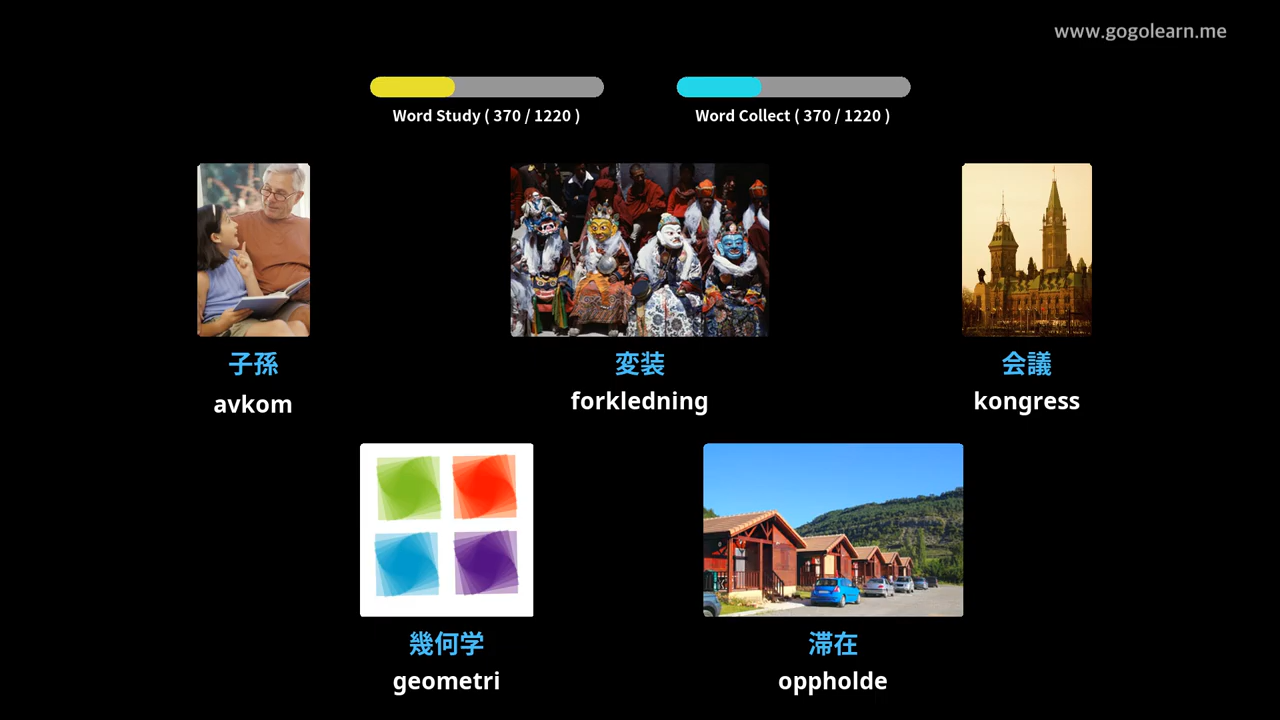 www.gogolearn.me
Word Study ( 370 / 1220 )
Word Collect ( 370 / 1220 )
子孫
avkom
変装
forkledning
会議
kongress
幾何学
geometri
滞在
oppholde